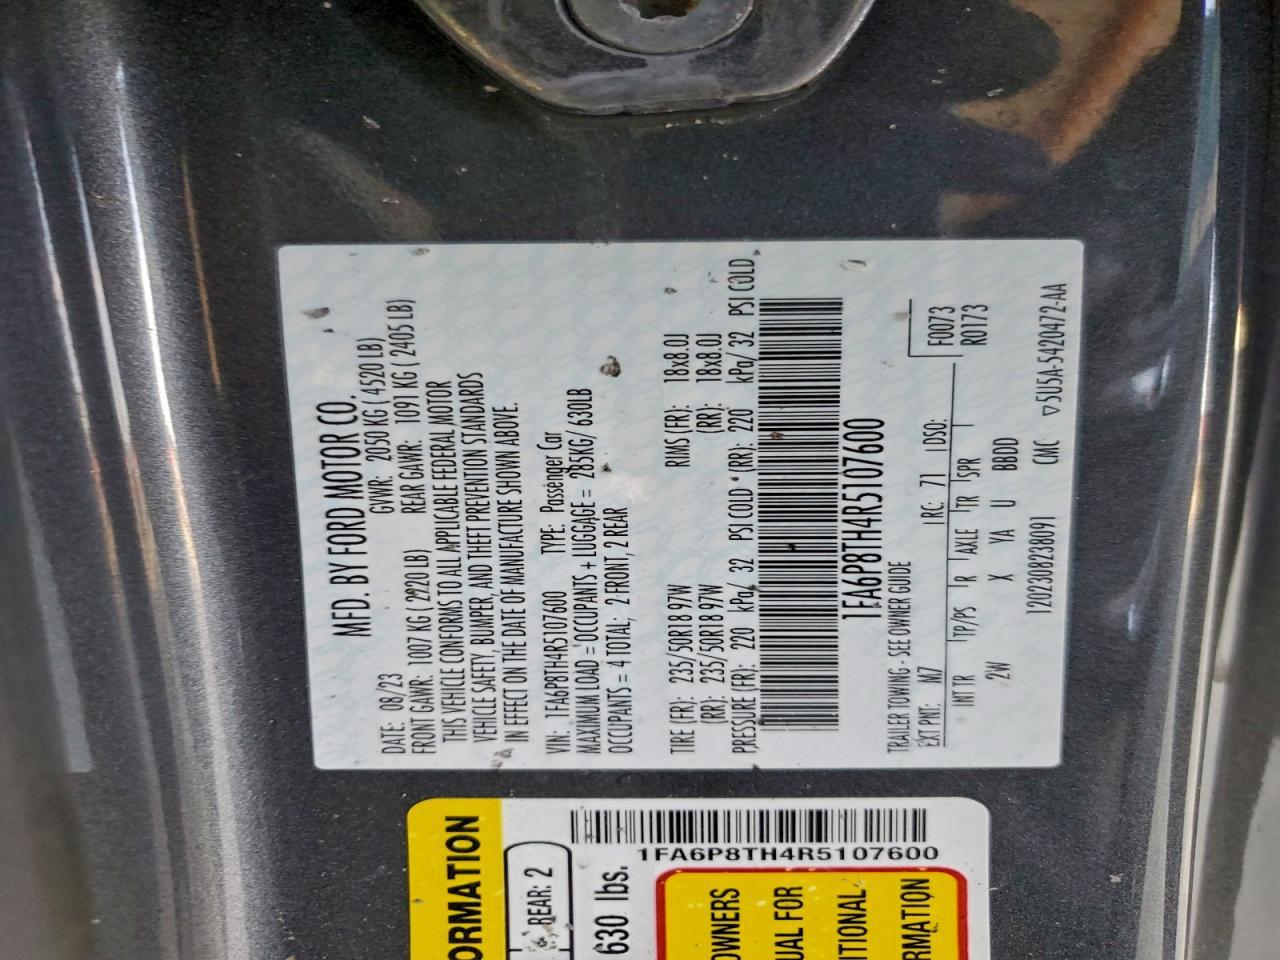 MFD. BY FORD MOTOR CO.
DATE: 08/23 GWR: 2050 KG ( 4520 LB)
FRONT GAWR: 1007 KG ( 2220 LB) REAR GAWR: 1091 KG ( 2405 LB)
THIS VEHICLE CONFORMS TO ALL APPLICABLE FEDERAL MOTOR
VEHICLE SAFETY, BUMPER, AND THEFT PREVENTION STANDARDS
IN EFFECT ON THE DATE OF MANUFACTURE SHOWN ABOVE.
VIN: 1FA6P8TH4R5107600 TYPE: Passenger Car
MAXIMUM LOAD = OCCUPANTS + LUGGAGE = 285KG/ 630LB
OCCUPANTS = 4 TOTAL; 2 FRONT, 2 REAR
TIRE (FR): 235/50R18 97W RIMS (FR): 18x8.0J
(RR): 235/50R18 97W (RR): 18x8.0J
PRESSURE (FR): 220 kPa/ 32 PSI COLD (RR): 220 kPa/ 32 PSI COLD
1FA6P8TH4R5107600
TRAILER TOWING - SEE OWNER GUIDE
EXT PNT: M7 RC: 71 DSO: F0073
R0173
INT TR TP/PS R AXLE TR SPR
2W X YA U BBDD
1202308238091 CMC ▽5U5A-5420472-AA
ORMATION
REAR: 2
630 lbs.
1FA6P8TH4R5107600
OWNERS
UAL FOR
ITIONAL
RMATION